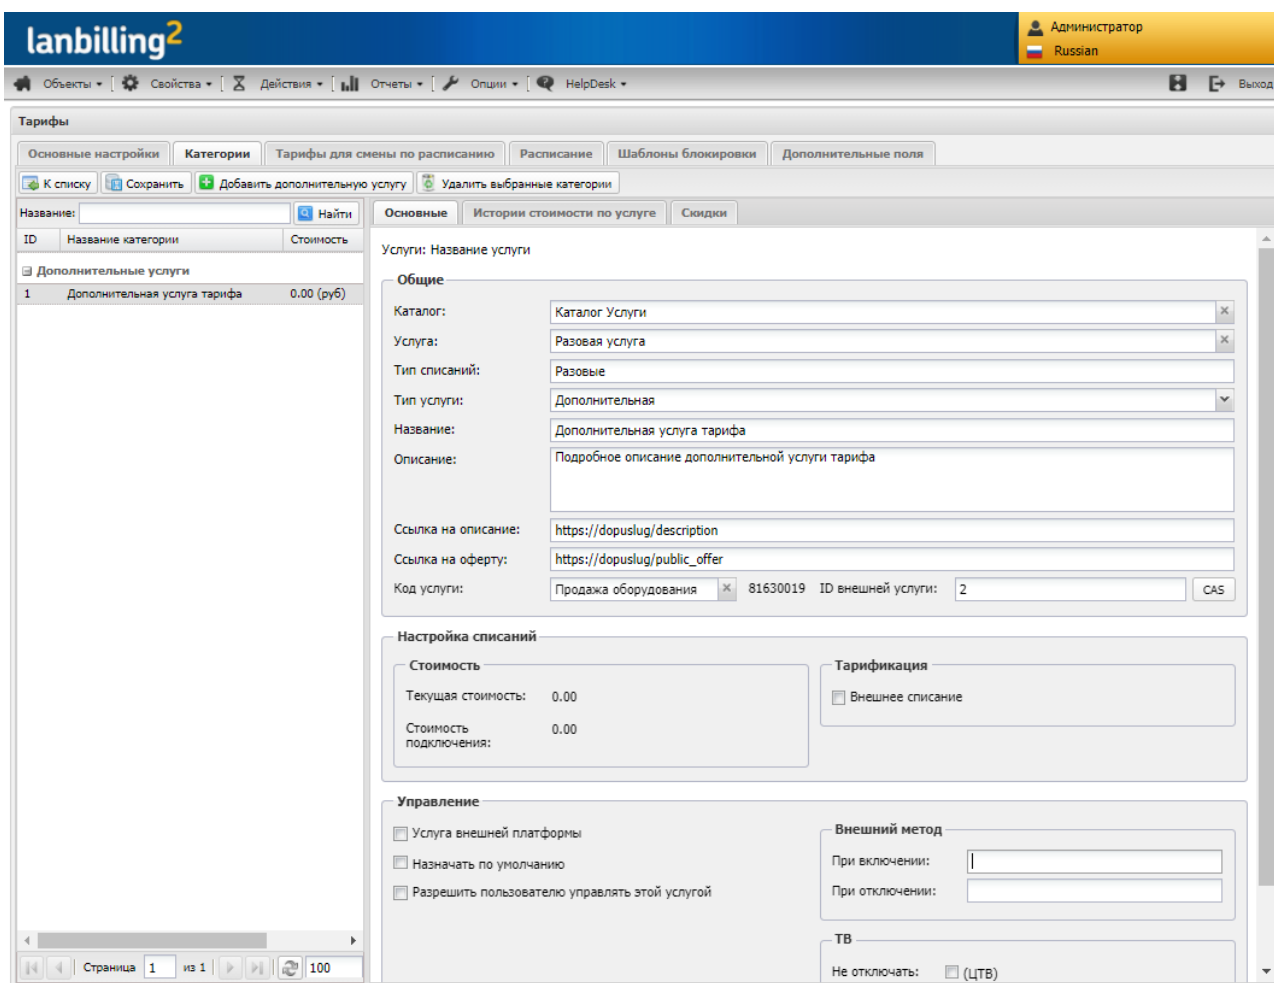 lanbilling2
Администратор
Russian
Объекты Свойства Действия Отчеты Опции HelpDesk Выход
Тарифы
Основные настройки Категории Тарифы для смены по расписанию Расписание Шаблоны блокировки Дополнительные поля
К списку Сохранить Добавить дополнительную услугу Удалить выбранные категории
Название: Найти
ID Название категории Стоимость
Дополнительные услуги
1 Дополнительная услуга тарифа 0.00 (руб)
Страница 1 из 1 100
Основные Истории стоимости по услуге Скидки
Услуги: Название услуги
Общие
Каталог: Каталог Услуги
Услуга: Разовая услуга
Тип списаний: Разовые
Тип услуги: Дополнительная
Название: Дополнительная услуга тарифа
Описание: Подробное описание дополнительной услуги тарифа
Ссылка на описание: https://dopuslug/description
Ссылка на оферту: https://dopuslug/public_offer
Код услуги: Продажа оборудования 81630019 ID внешней услуги: 2 CAS
Настройка списаний
Стоимость
Текущая стоимость: 0.00
Стоимость
подключения: 0.00
Тарификация
Внешнее списание
Управление
Услуга внешней платформы
Назначать по умолчанию
Разрешить пользователю управлять этой услугой
Внешний метод
При включении:
При отключении:
ТВ
Не отключать: (ЦТВ)